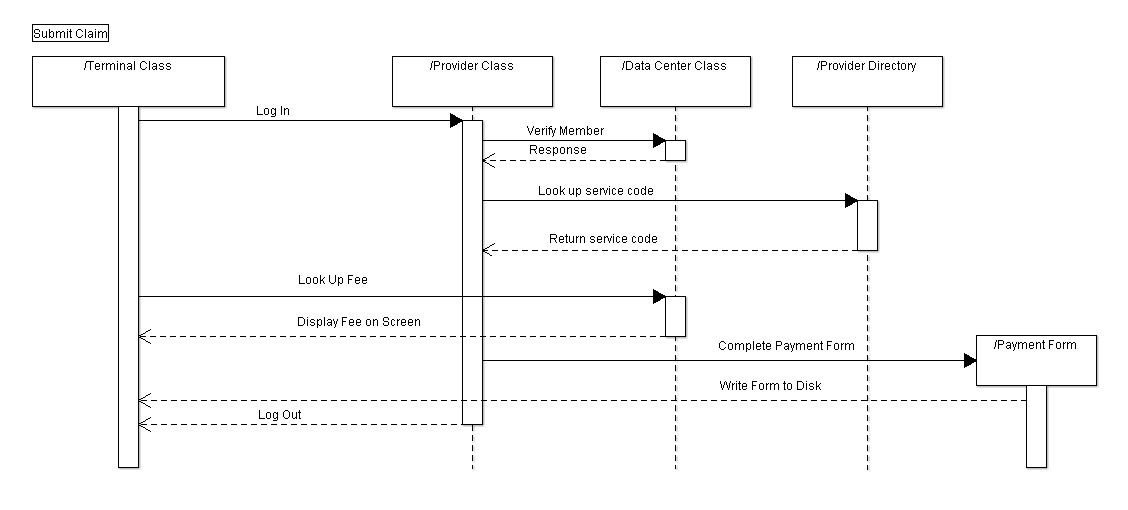 Submit Claim
/Terminal Class
/Provider Class
/Data Center Class
/Provider Directory
Log In
Verify Member
Response
Look up service code
Return service code
Look Up Fee
Display Fee on Screen
/Payment Form
Complete Payment Form
Write Form to Disk
Log Out